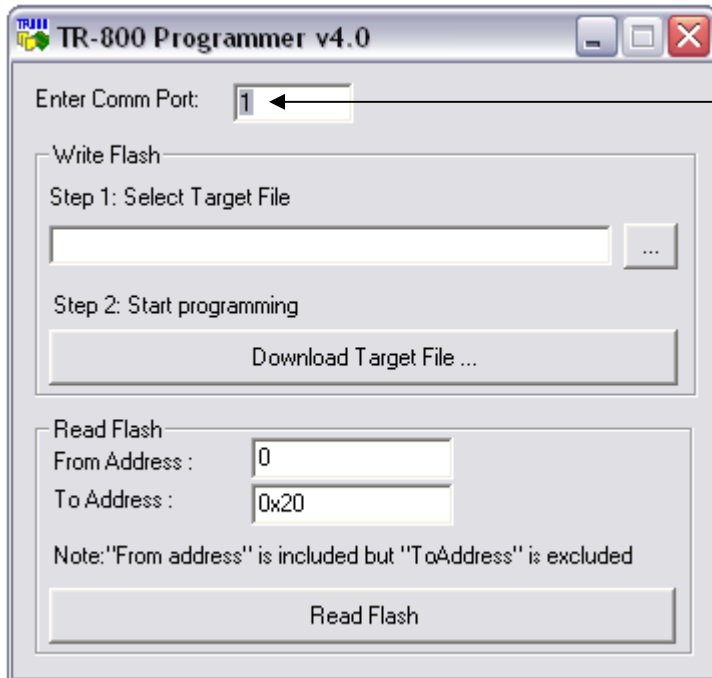 TR-800 Programmer v4.0
Enter Comm Port: 1
Write Flash
Step 1: Select Target File
...
Step 2: Start programming
Download Target File ...
Read Flash
From Address : 0
To Address : 0x20
Note:"From address" is included but "ToAddress" is excluded
Read Flash